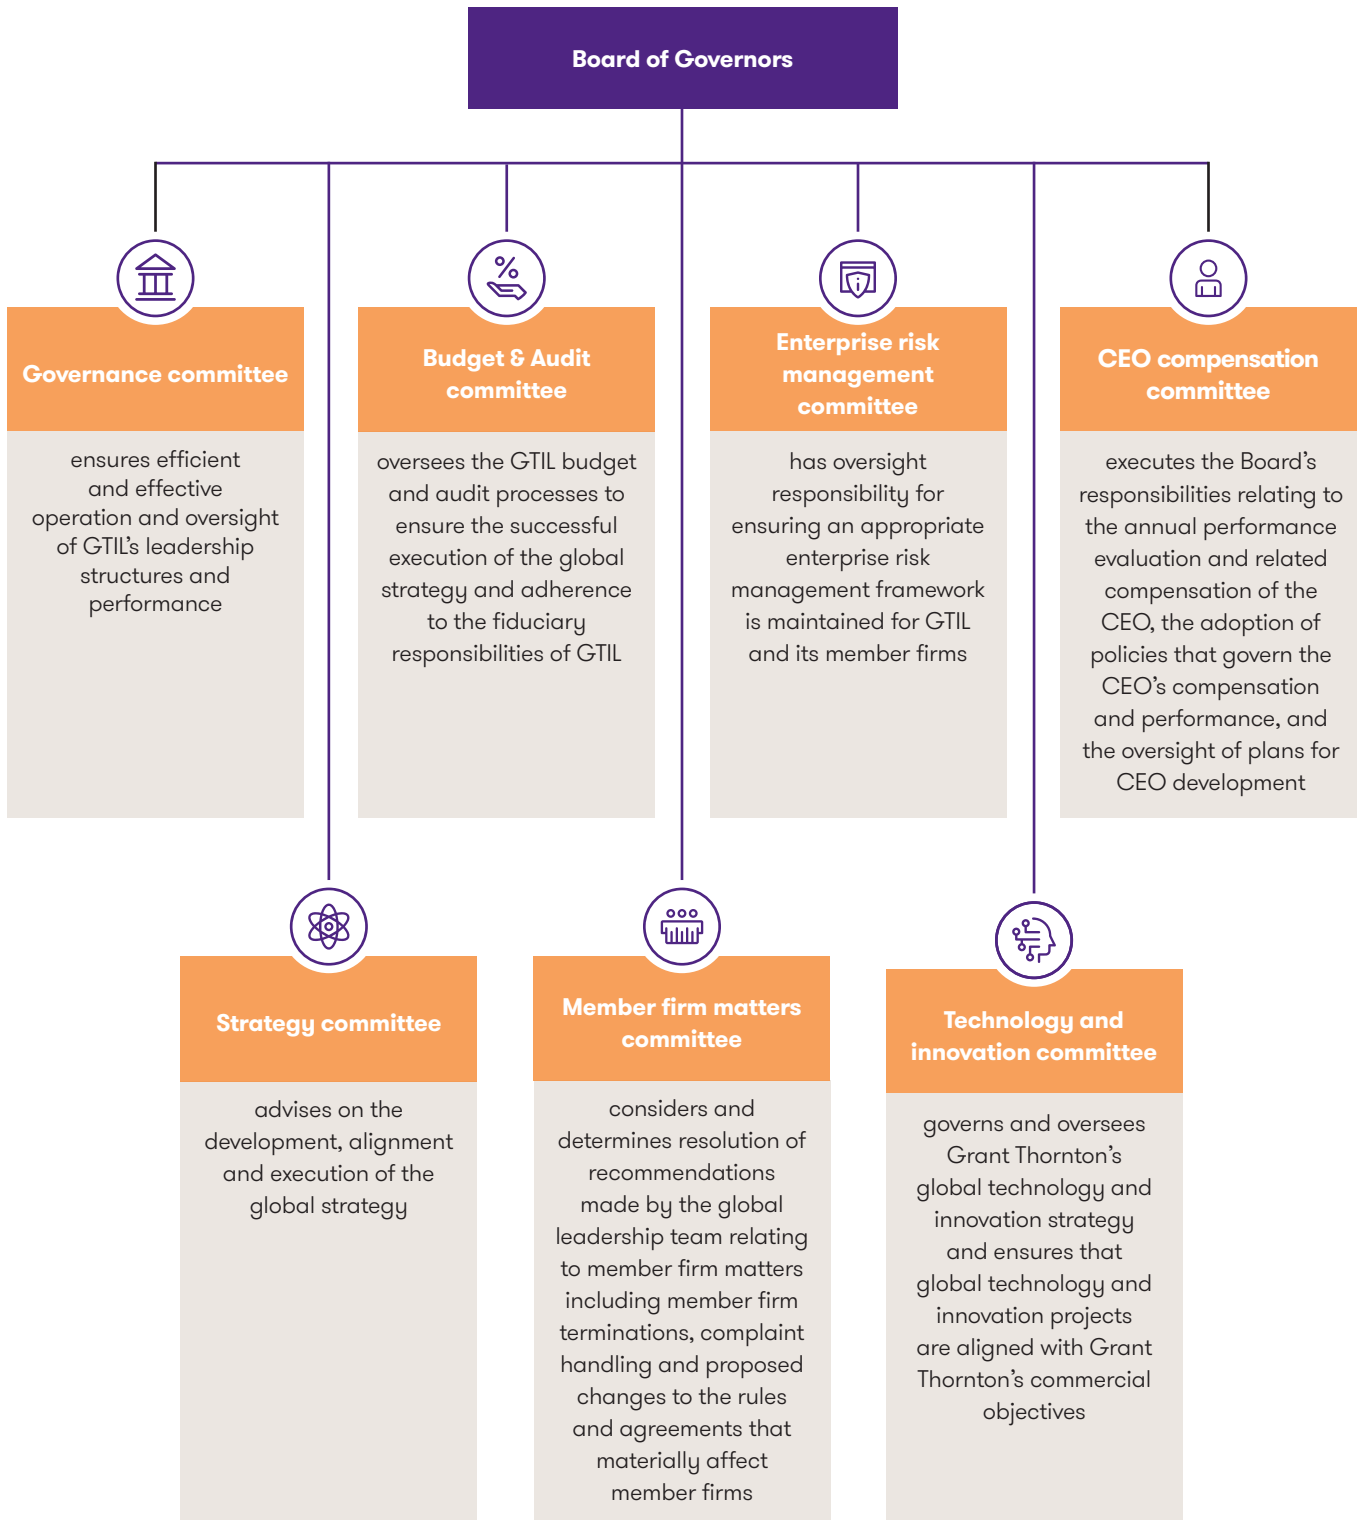 Board of Governors
Governance committee
ensures efficient
and effective
operation and oversight
of GTIL’s leadership
structures and
performance
Budget & Audit
committee
oversees the GTIL budget
and audit processes to
ensure the successful
execution of the global
strategy and adherence
to the fiduciary
responsibilities of GTIL
Enterprise risk
management
committee
has oversight
responsibility for
ensuring an appropriate
enterprise risk
management framework
is maintained for GTIL
and its member firms
CEO compensation
committee
executes the Board’s
responsibilities relating to
the annual performance
evaluation and related
compensation of the
CEO, the adoption of
policies that govern the
CEO’s compensation
and performance, and
the oversight of plans for
CEO development
Strategy committee
advises on the
development, alignment
and execution of the
global strategy
Member firm matters
committee
considers and
determines resolution of
recommendations
made by the global
leadership team relating
to member firm matters
including member firm
terminations, complaint
handling and proposed
changes to the rules
and agreements that
materially affect
member firms
Technology and
innovation committee
governs and oversees
Grant Thornton’s
global technology and
innovation strategy
and ensures that
global technology and
innovation projects
are aligned with Grant
Thornton’s commercial
objectives